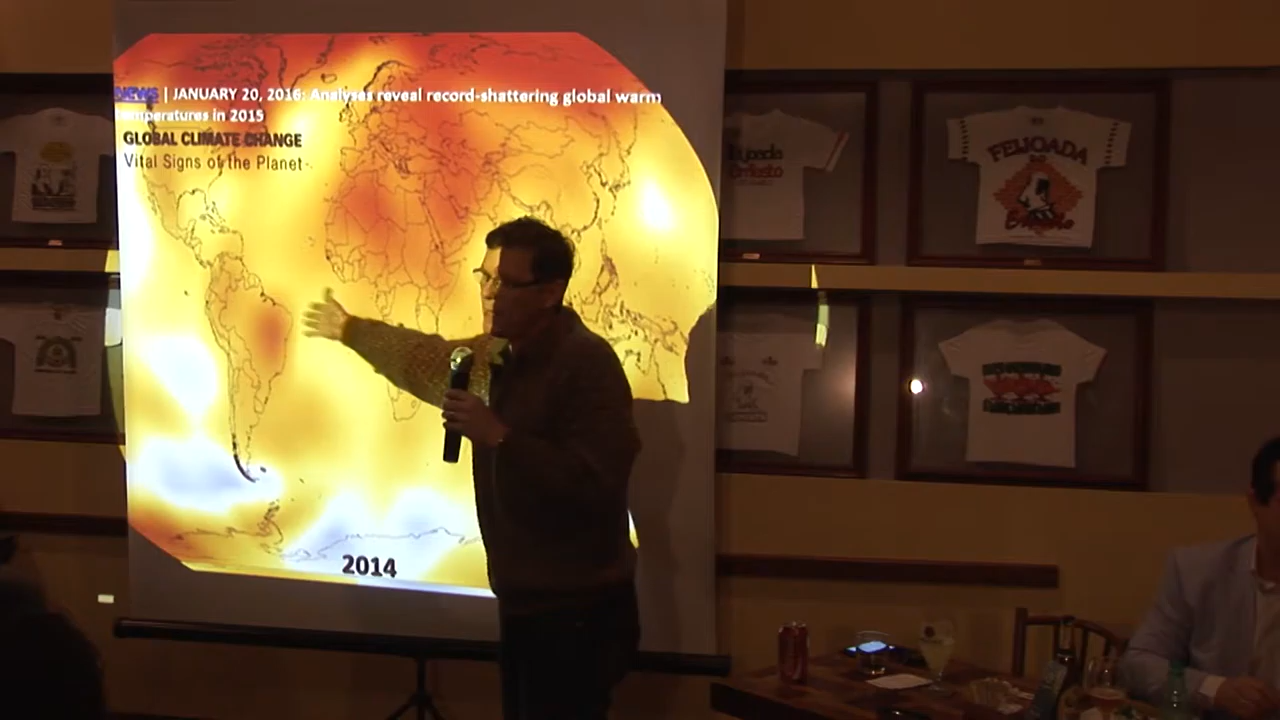 NEWS | JANUARY 20, 2016: Analyses reveal record-shattering global warm
temperatures in 2015
GLOBAL CLIMATE CHANGE
Vital Signs of the Planet
2014
FEIJOADA